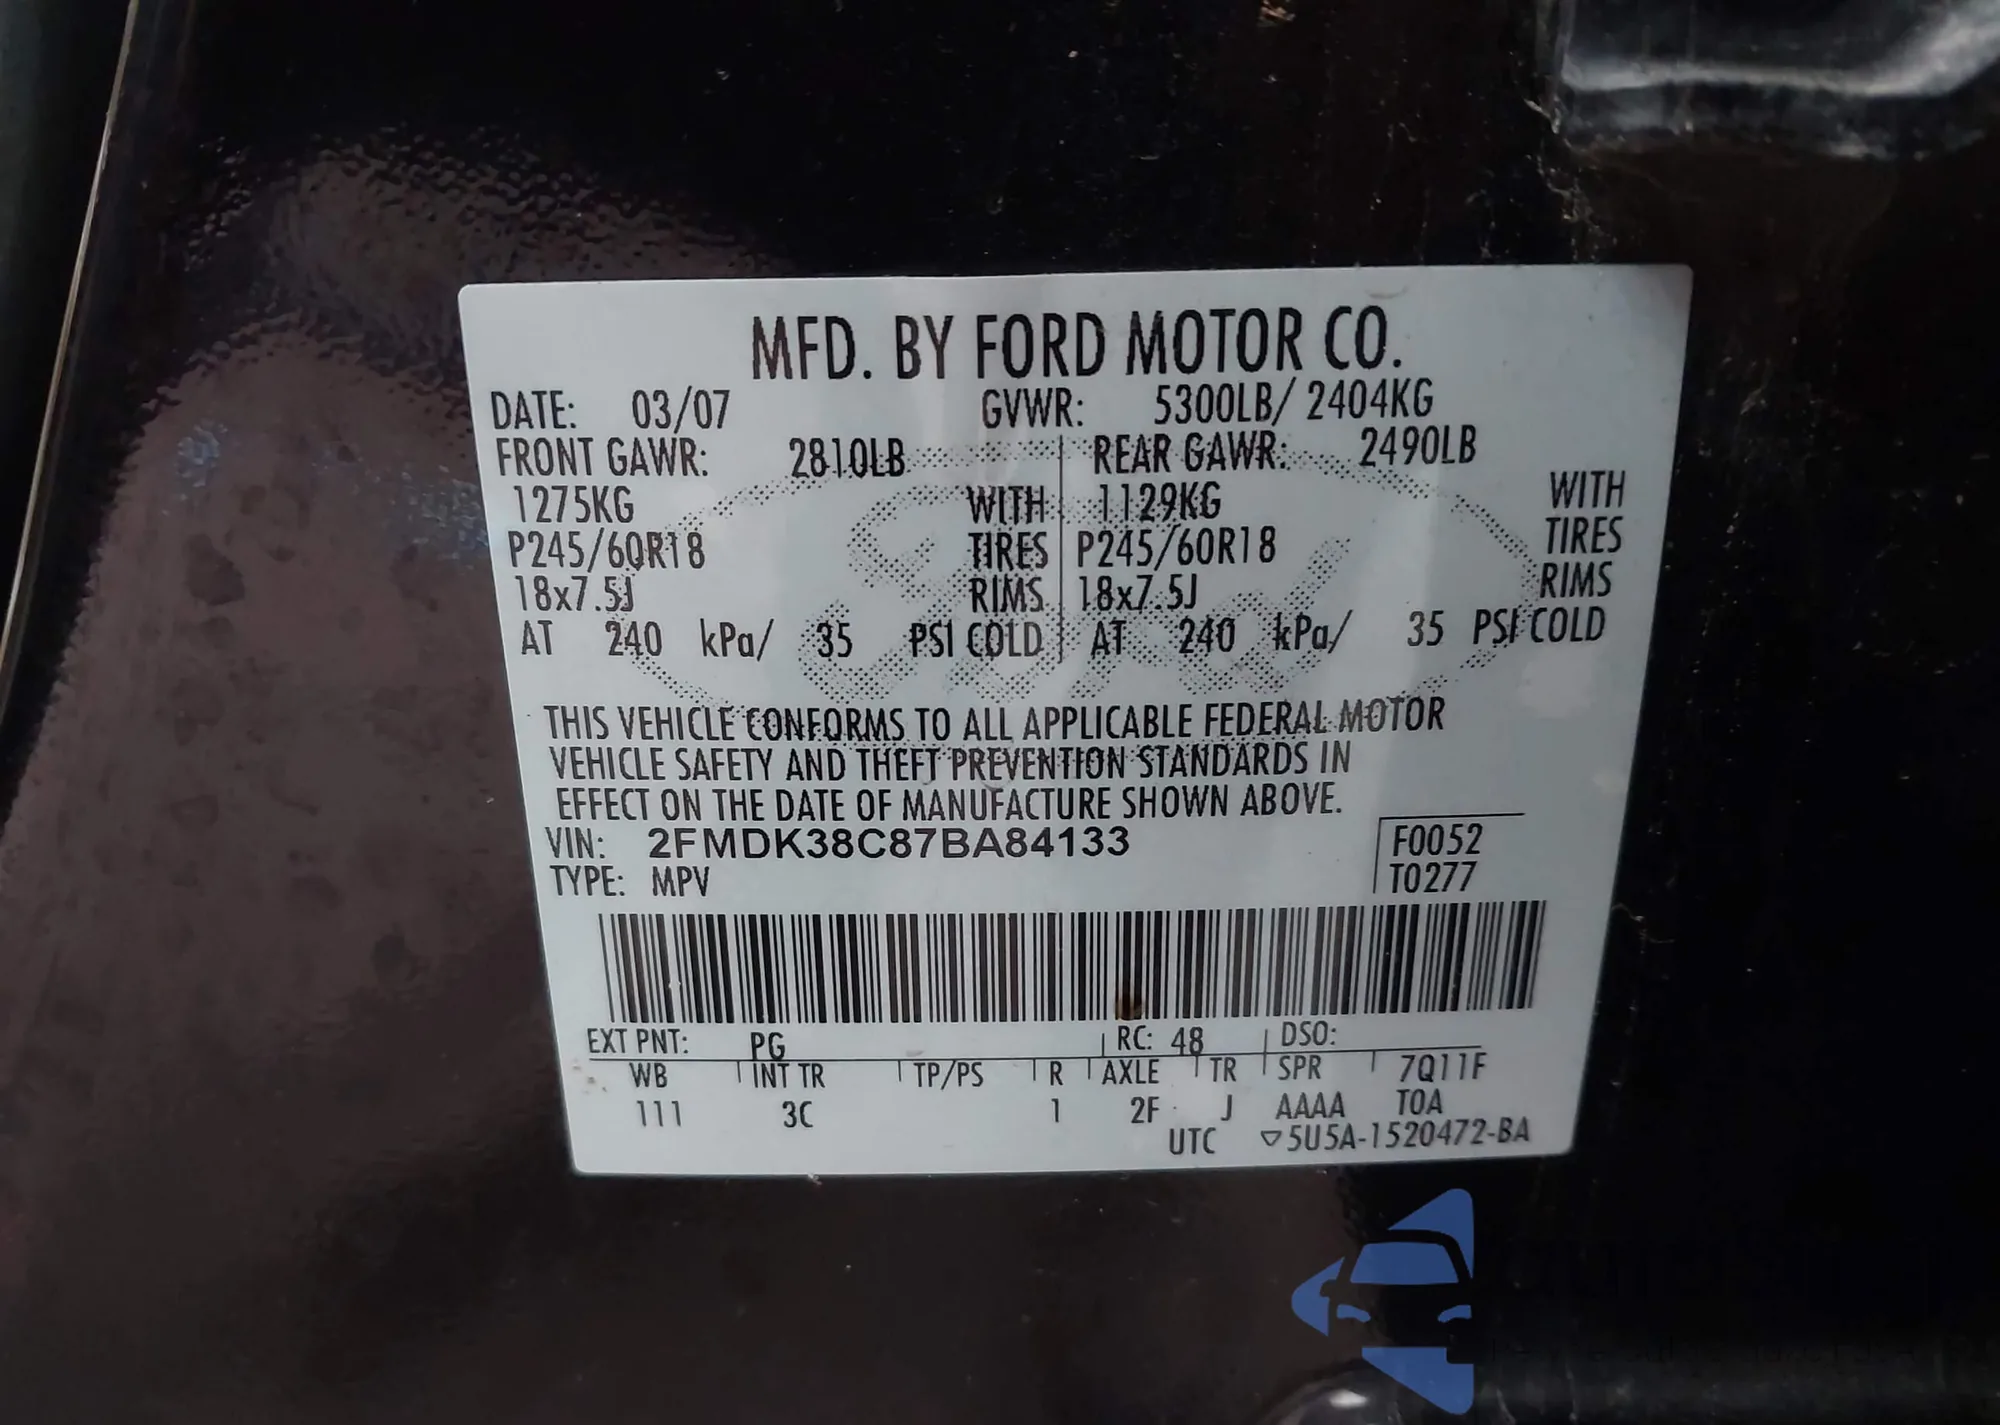 MFD. BY FORD MOTOR CO.
DATE: 03/07 GVWR: 5300LB/ 2404KG
FRONT GAWR: 2810LB REAR GAWR: 2490LB
1275KG WITH 1129KG WITH
P245/60R18 TIRES P245/60R18 TIRES
18x7.5J RIMS 18x7.5J RIMS
AT 240 kPa/ 35 PSI COLD AT 240 kPa/ 35 PSI COLD
THIS VEHICLE CONFORMS TO ALL APPLICABLE FEDERAL MOTOR
VEHICLE SAFETY AND THEFT PREVENTION STANDARDS IN
EFFECT ON THE DATE OF MANUFACTURE SHOWN ABOVE.
VIN: 2FMDK38C87BA84133 F0052
TYPE: MPV T0277
EXT PNT: PG RC: 48 DSO:
WB INT TR TP/PS R AXLE TR SPR 7Q11F
111 3C 1 2F J AAAA TOA
UTC ▽5U5A-1520472-BA